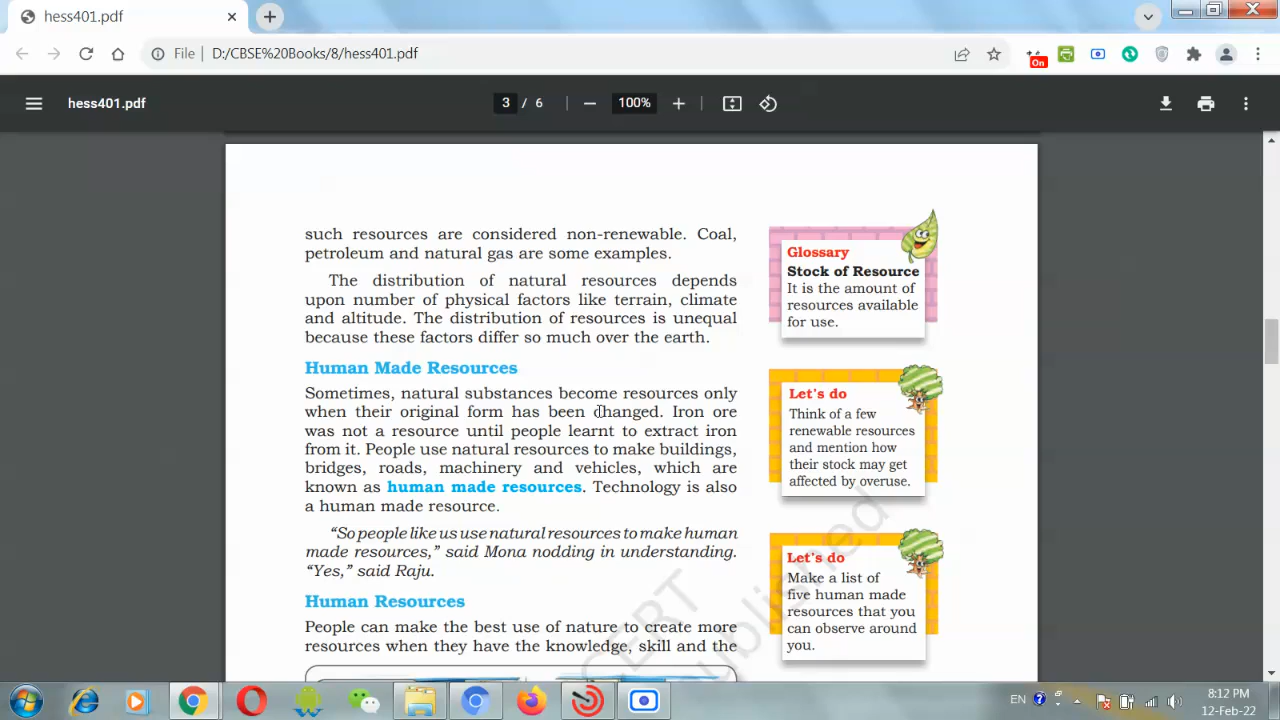 hess401.pdf
File | D:/CBSE%20Books/8/hess401.pdf
On
hess401.pdf
3 / 6
100%
such resources are considered non-renewable. Coal,
petroleum and natural gas are some examples.
The distribution of natural resources depends
upon number of physical factors like terrain, climate
and altitude. The distribution of resources is unequal
because these factors differ so much over the earth.
Human Made Resources
Sometimes, natural substances become resources only
when their original form has been changed. Iron ore
was not a resource until people learnt to extract iron
from it. People use natural resources to make buildings,
bridges, roads, machinery and vehicles, which are
known as human made resources. Technology is also
a human made resource.
“So people like us use natural resources to make human
made resources,” said Mona nodding in understanding.
“Yes,” said Raju.
Human Resources
People can make the best use of nature to create more
resources when they have the knowledge, skill and the
Glossary
Stock of Resource
It is the amount of
resources available
for use.
Let's do
Think of a few
renewable resources
and mention how
their stock may get
affected by overuse.
Let's do
Make a list of
five human made
resources that you
can observe around
you.
EN
8:12 PM
12-Feb-22